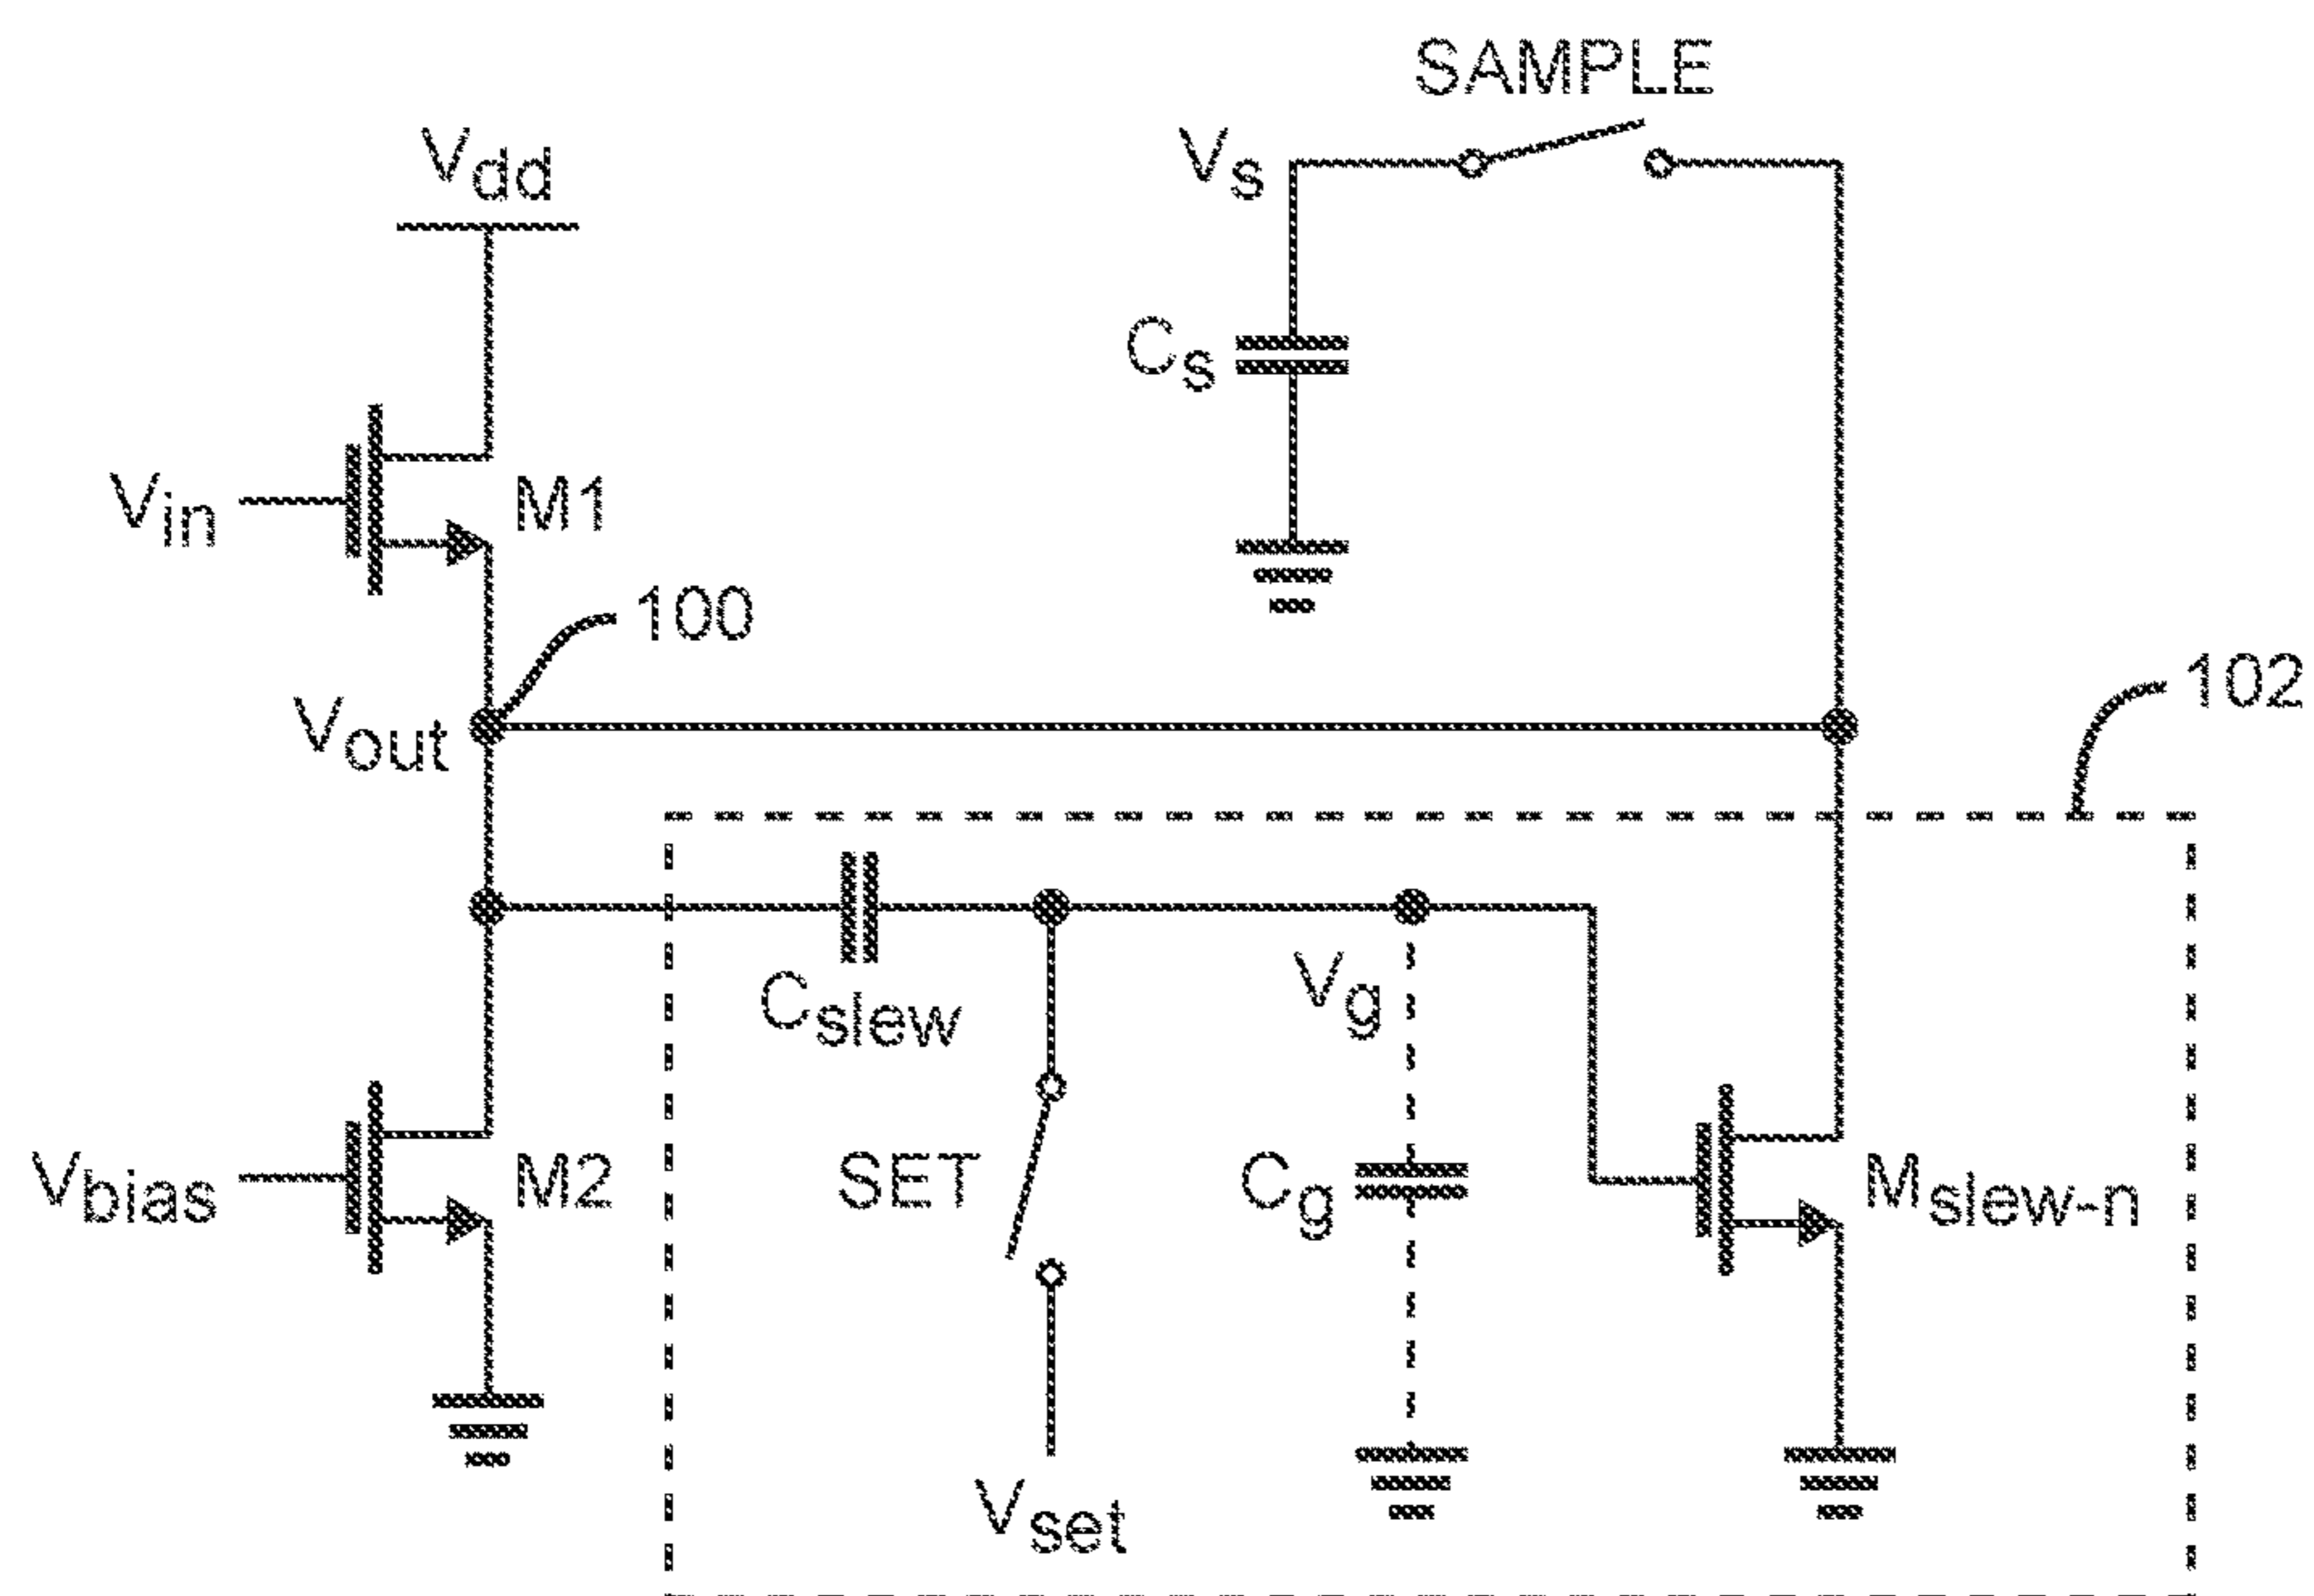 SAMPLE
Vdd
Vs
Cs
Vin
M1
100
Vout
102
Cslew
Vg
Vbias
M2
SET
Cg
Mslew-n
Vset